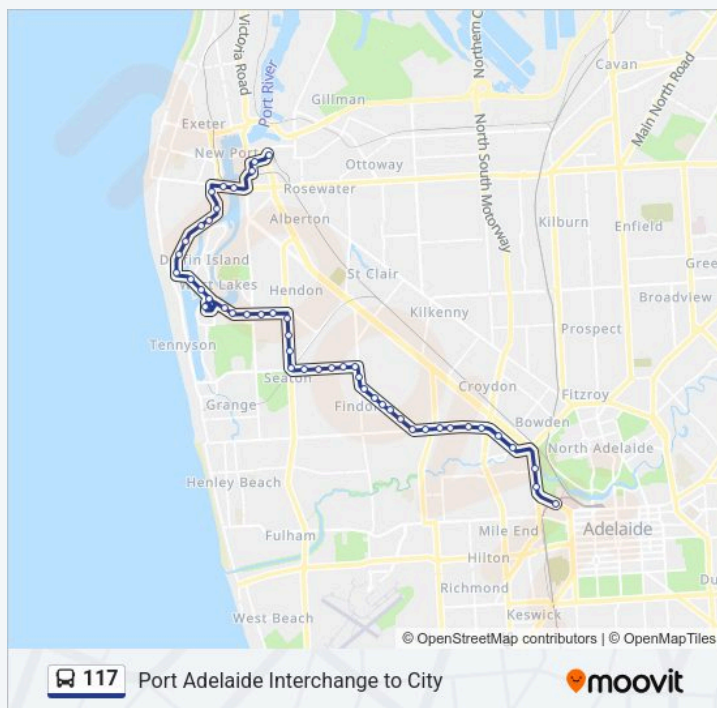 Cavan
Victoria Road
Northern C
Main North Road
Port River
Gillman
Exeter
New Port
Ottoway
Rosewater
North South Motorway
Alberton
Kilburn
Enfield
D
Island
St Clair
Gree
West Lakes
Hendon
Broadview
Kilkenny
Tennyson
Prospect
Seaton
Croydon
Fitzroy
Grange
Findon
Bowden
North Adelaide
Henley Beach
Mile End
Adelaide
Fulham
Hilton
Richmond
Du
West Beach
Keswick
© OpenStreetMap contributors | © OpenMapTiles
117 Port Adelaide Interchange to City
moovit